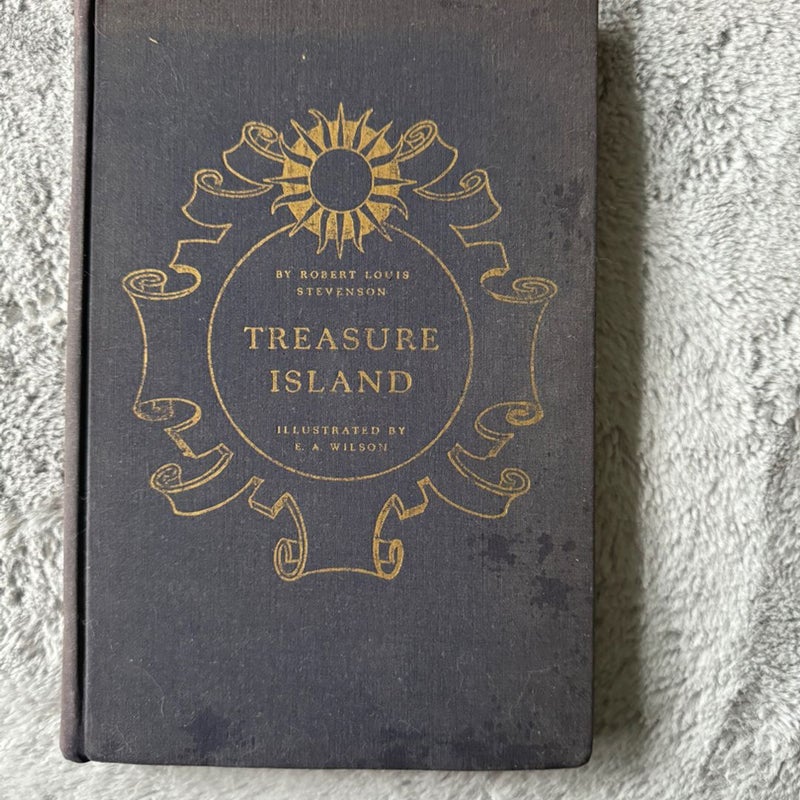 BY ROBERT LOUIS
STEVENSON
TREASURE
ISLAND
ILLUSTRATED BY
E. A. WILSON